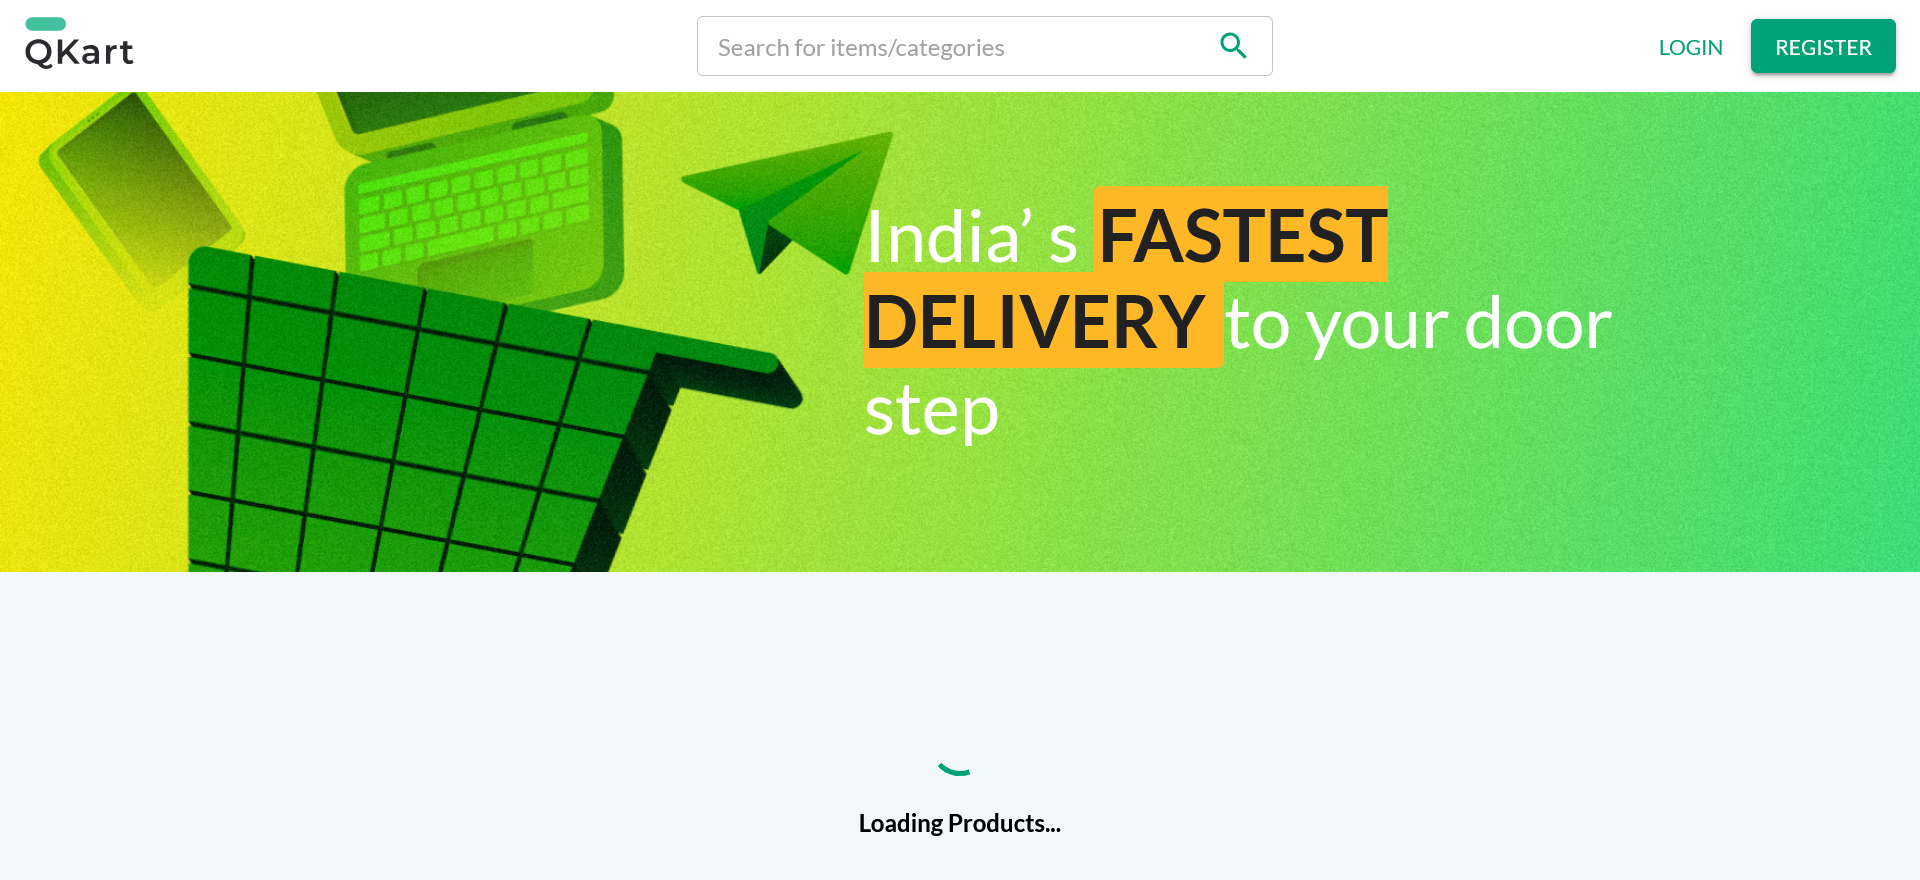 QKart
Search for items/categories
LOGIN
REGISTER
India’ s FASTEST
DELIVERY to your door
step
Loading Products...